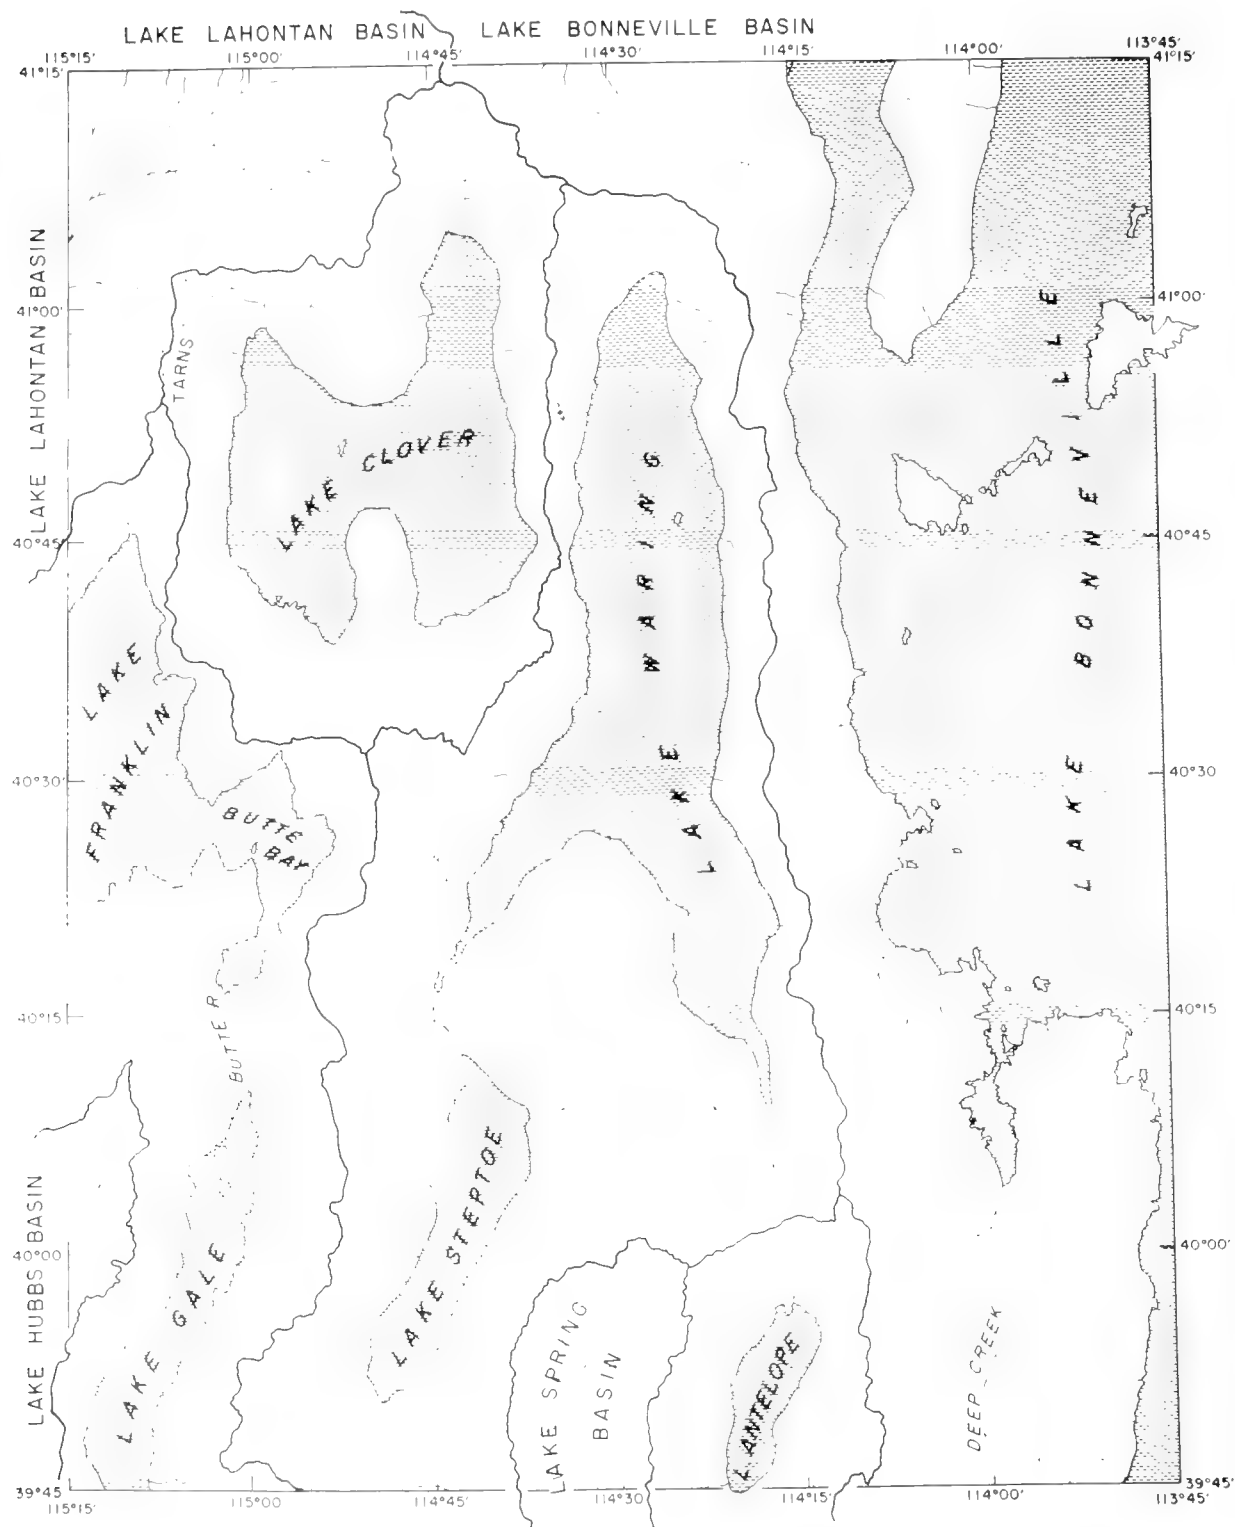 LAKE LAHONTAN BASIN
LAKE BONNEVILLE BASIN
115°15'
115°00'
114°45'
114°30'
114°15'
114°00'
113°45'
41°15'
41°15'
LAKE LAHONTAN BASIN
41°00'
41°00'
TARNS
LAKE CLOVER
LAKE WARING
LAKE BONNEVILLE
40°45'
40°45
LAKE
FRANKLIN
BUTTE
BAY
40°30'
40°30
BUTTE R
40°15
40°15
LAKE HUBBS BASIN
LAKE GALE
LAKE STEPTOE
40°00
40°00'
LAKE SPRING
BASIN
L ANTELOPE
DEEP CREEK
39°45'
39°45'
115°15'
115°00'
114°45'
114°30
114°15'
114°00'
113°45'